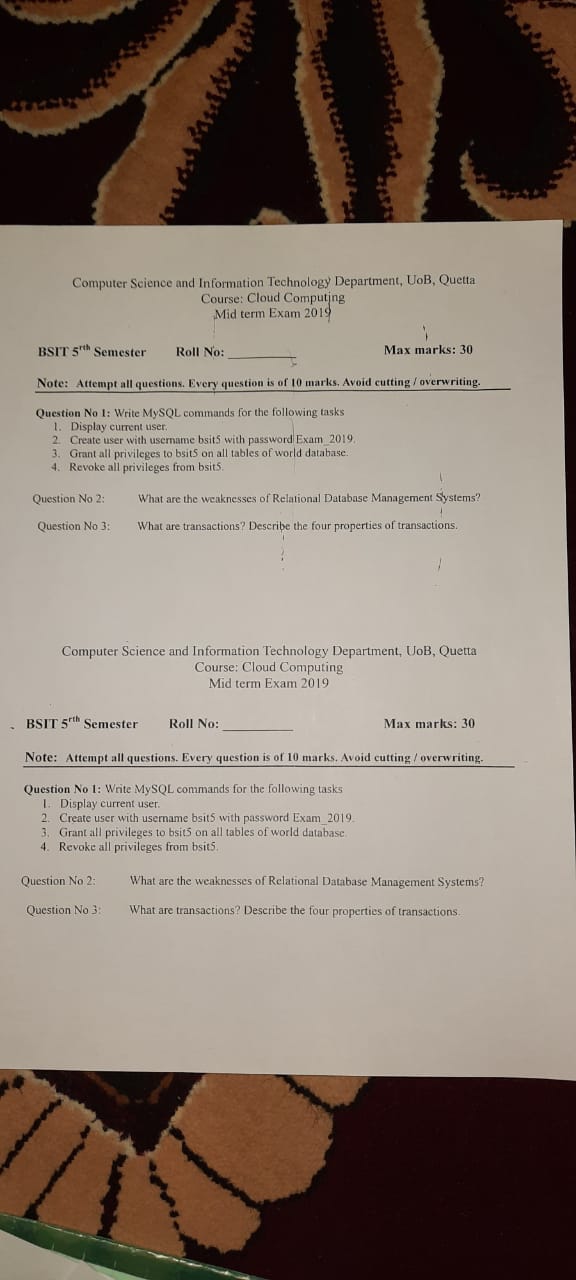 Computer Science and Information Technology Department, UoB, Quetta
Course: Cloud Computing
Mid term Exam 2019
BSIT 5rth Semester Roll No: ________ Max marks: 30
Note: Attempt all questions. Every question is of 10 marks. Avoid cutting / overwriting.
Question No 1: Write MySQL commands for the following tasks
1. Display current user.
2. Create user with username bsit5 with password Exam_2019.
3. Grant all privileges to bsit5 on all tables of world database.
4. Revoke all privileges from bsit5.
Question No 2: What are the weaknesses of Relational Database Management Systems?
Question No 3: What are transactions? Describe the four properties of transactions.
Computer Science and Information Technology Department, UoB, Quetta
Course: Cloud Computing
Mid term Exam 2019
BSIT 5rth Semester Roll No: ________ Max marks: 30
Note: Attempt all questions. Every question is of 10 marks. Avoid cutting / overwriting.
Question No 1: Write MySQL commands for the following tasks
1. Display current user.
2. Create user with username bsit5 with password Exam_2019.
3. Grant all privileges to bsit5 on all tables of world database.
4. Revoke all privileges from bsit5.
Question No 2: What are the weaknesses of Relational Database Management Systems?
Question No 3: What are transactions? Describe the four properties of transactions.